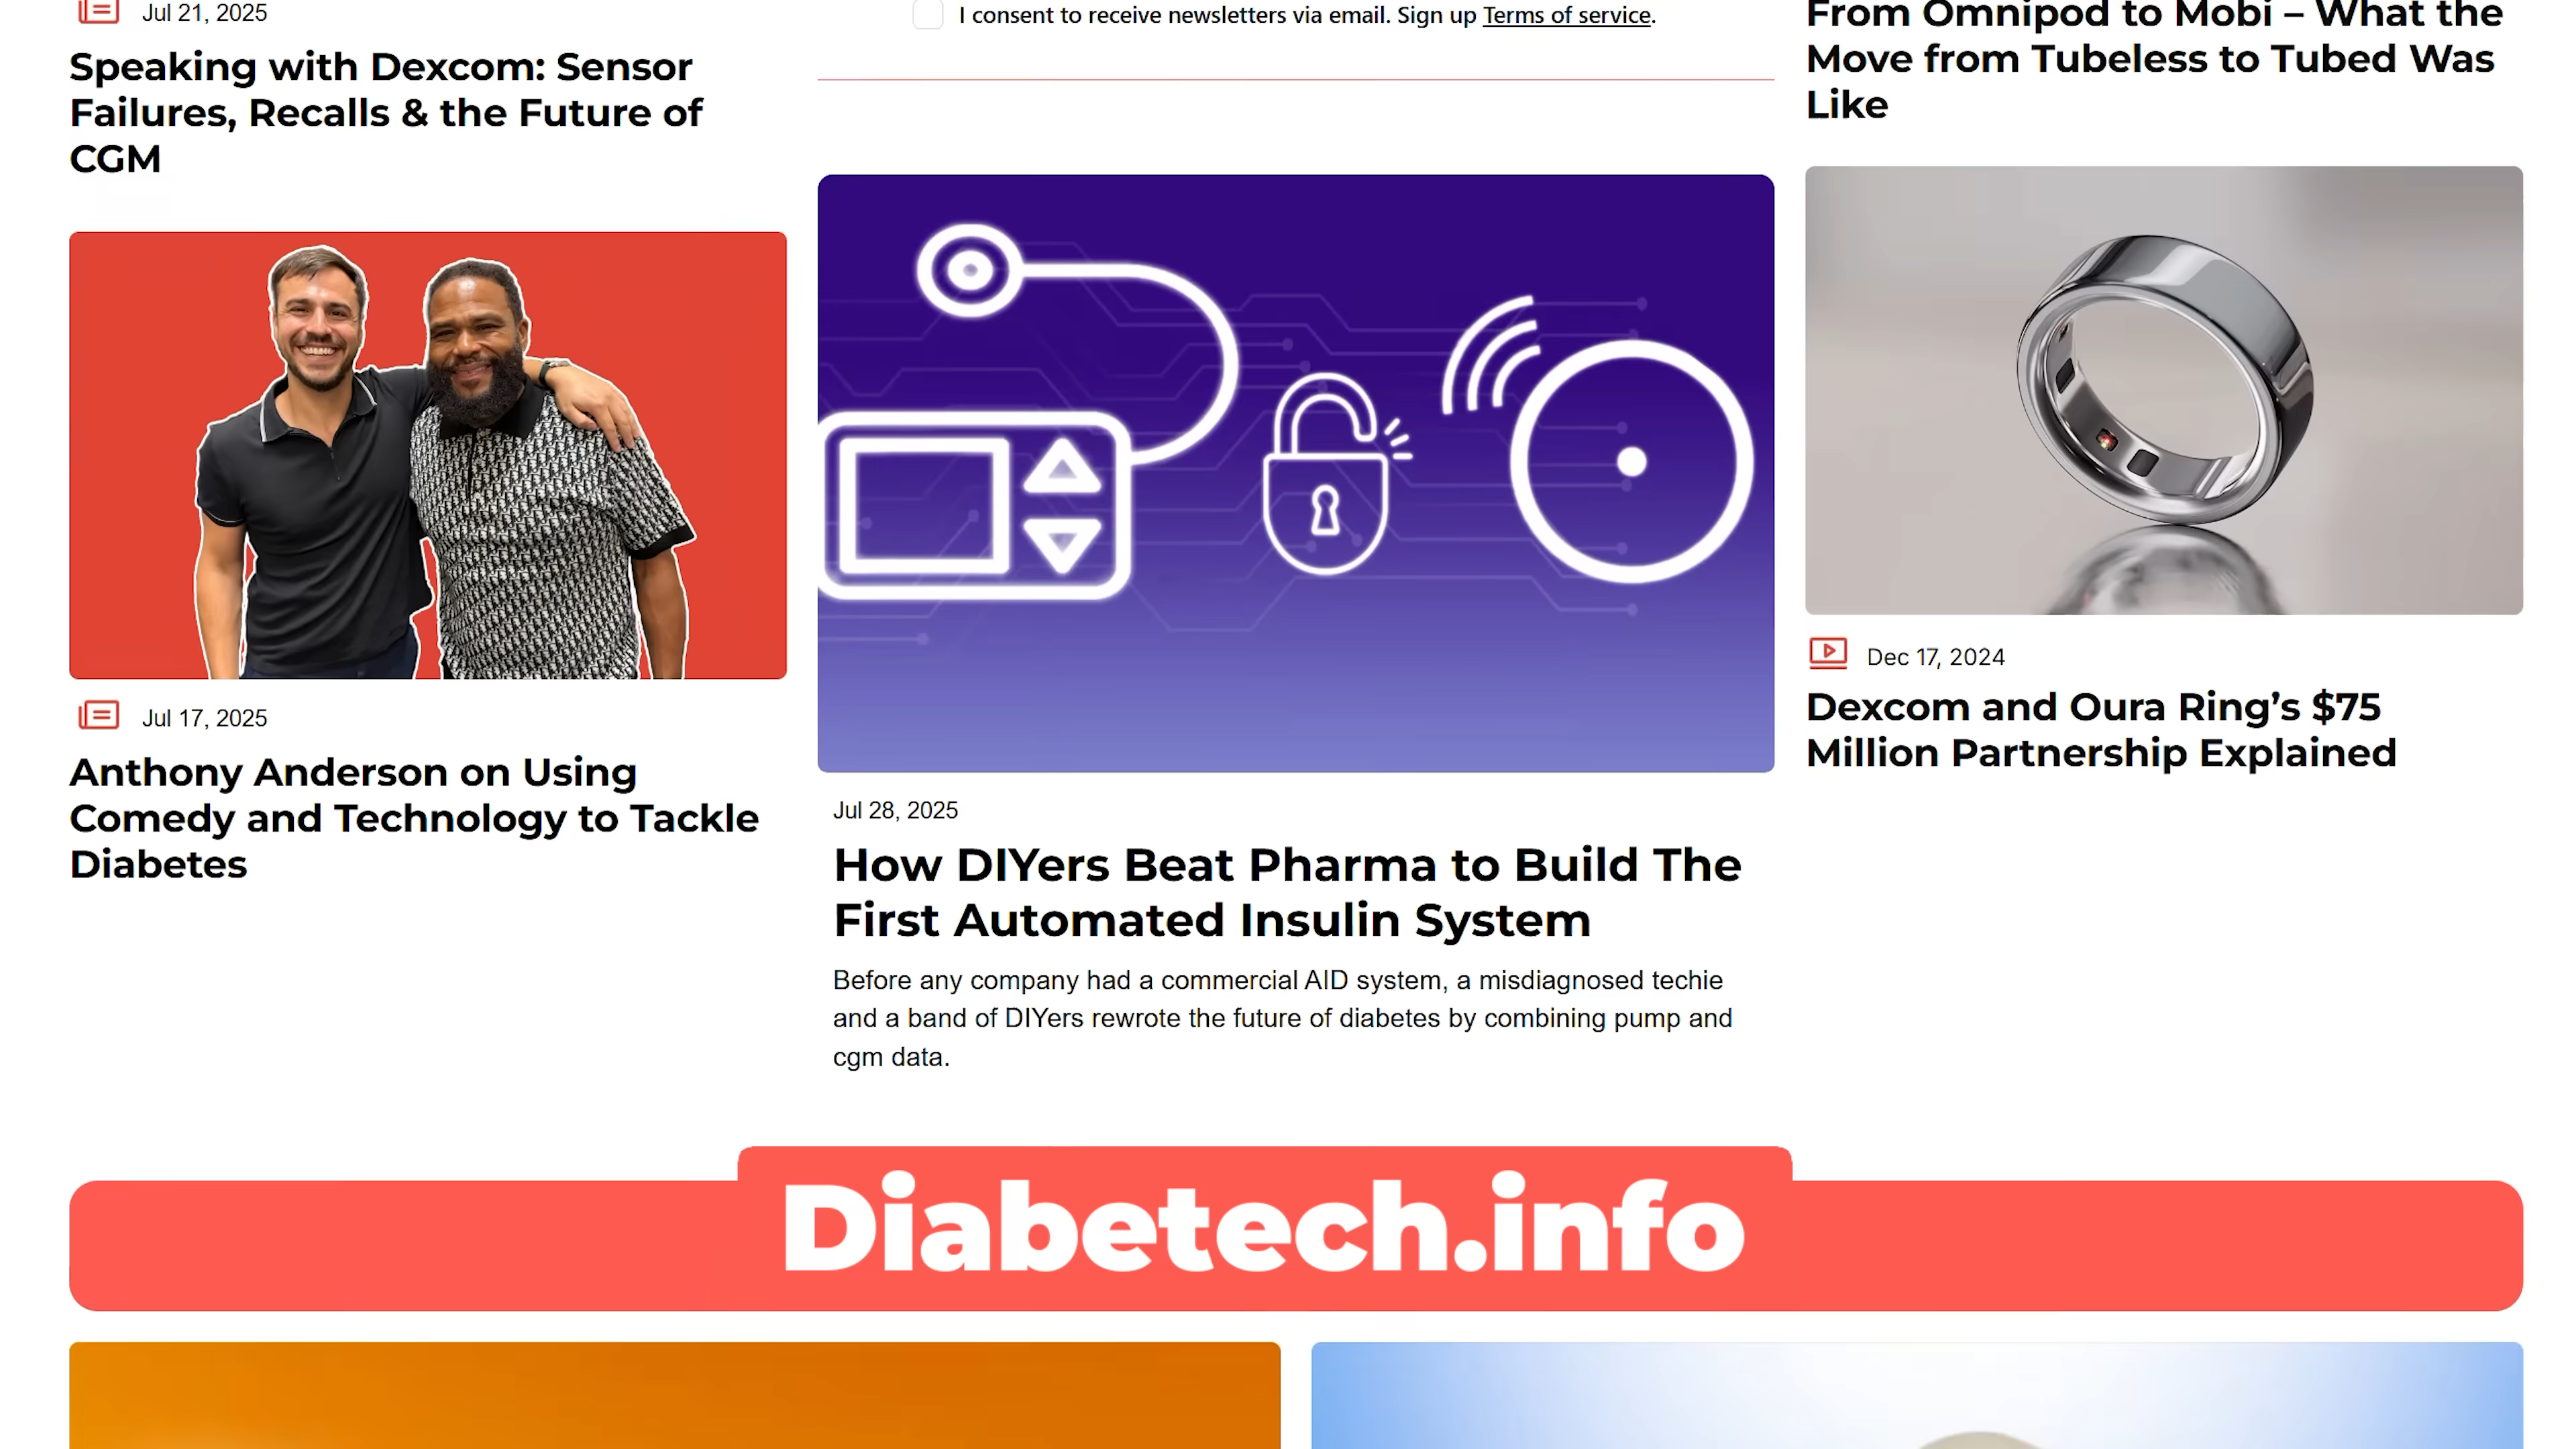 Jul 21, 2025
Speaking with Dexcom: Sensor
Failures, Recalls & the Future of
CGM
Jul 17, 2025
Anthony Anderson on Using
Comedy and Technology to Tackle
Diabetes
I consent to receive newsletters via email. Sign up Terms of service.
Jul 28, 2025
How DIYers Beat Pharma to Build The
First Automated Insulin System
Before any company had a commercial AID system, a misdiagnosed techie
and a band of DIYers rewrote the future of diabetes by combining pump and
cgm data.
From Omnipod to Mobi – What the
Move from Tubeless to Tubed Was
Like
Dec 17, 2024
Dexcom and Oura Ring’s $75
Million Partnership Explained
Diabetech.info